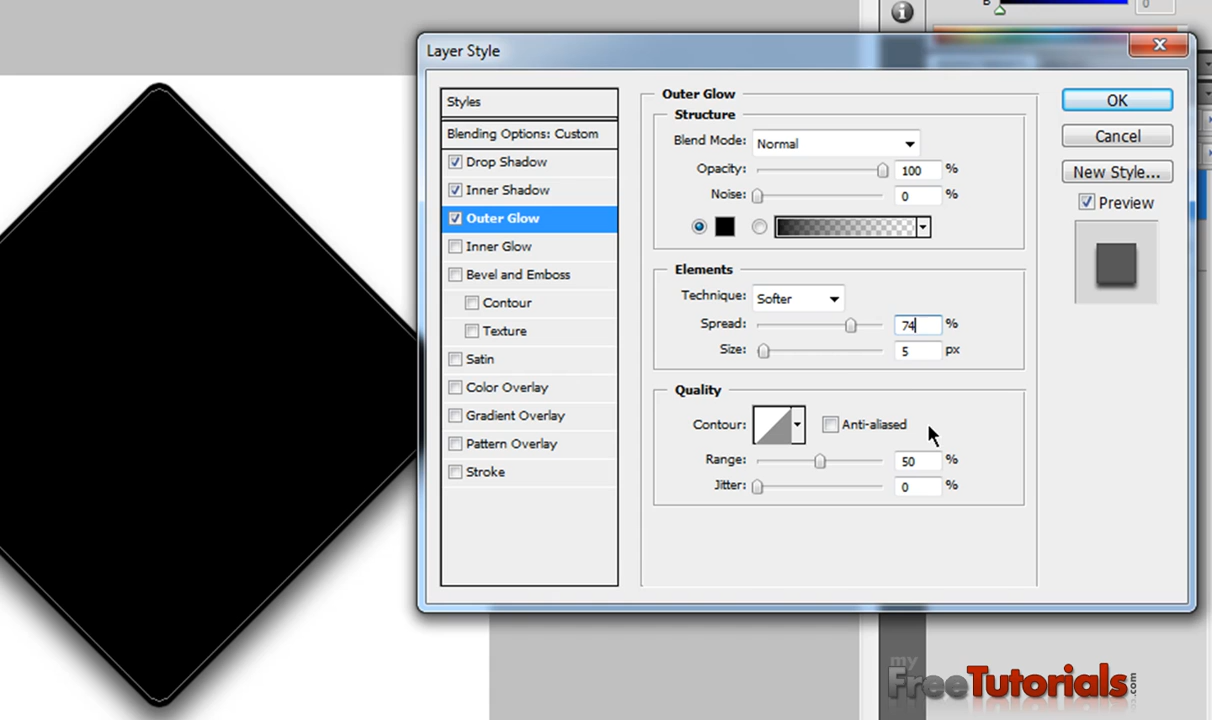 B
0
Layer Style
Styles
Blending Options: Custom
Drop Shadow
Inner Shadow
Outer Glow
Inner Glow
Bevel and Emboss
Contour
Texture
Satin
Color Overlay
Gradient Overlay
Pattern Overlay
Stroke
Outer Glow
Structure
Blend Mode: Normal
Opacity: 100 %
Noise: 0 %
Elements
Technique: Softer
Spread: 74 %
Size: 5 px
Quality
Contour: Anti-aliased
Range: 50 %
Jitter: 0 %
OK
Cancel
New Style...
Preview
my
FreeTutorials.com